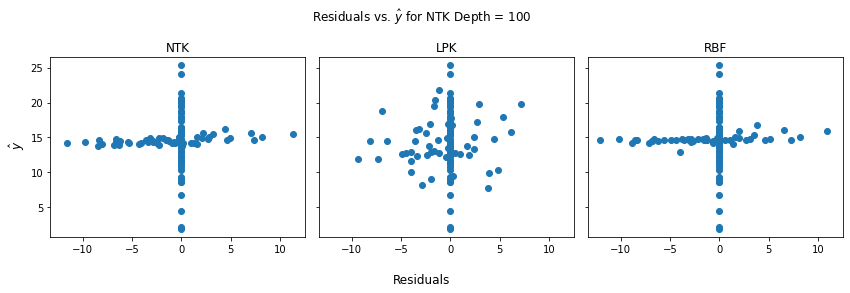 Residuals vs. ŷ for NTK Depth = 100
NTK LPK RBF
25
20
15
10
5
ŷ
−10 −5 0 5 10 −10 −5 0 5 10 −10 −5 0 5 10
Residuals